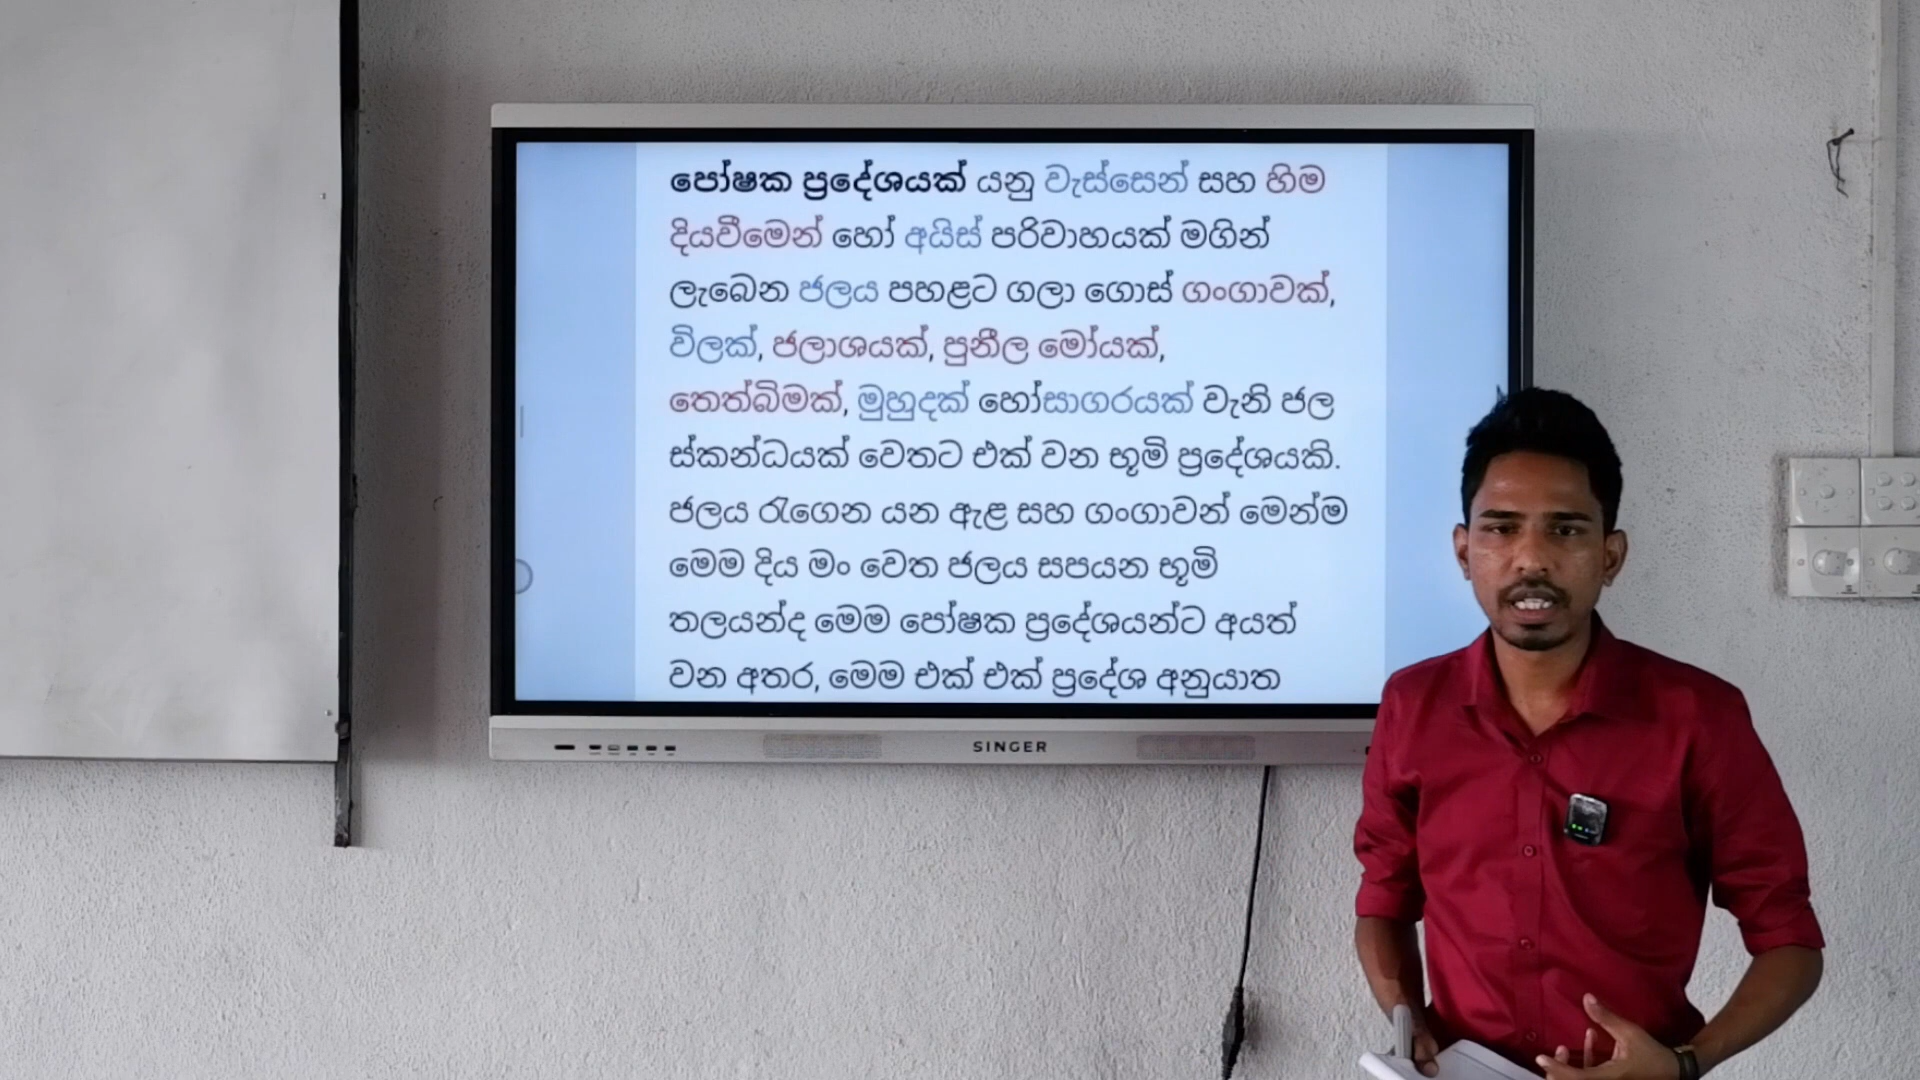 පෝෂක ප්‍රදේශයක් යනු වැස්සෙන් සහ හිම
දියවීමෙන් හෝ අයිස් පරිවාහයක් මගින්
ලැබෙන ජලය පහළට ගලා ගොස් ගංගාවක්,
විලක්, ජලාශයක්, පුනීල මෝයක්,
තෙත්බිමක්, මුහුදක් හෝසාගරයක් වැනි ජල
ස්කන්ධයක් වෙතට එක් වන භූමි ප්‍රදේශයකි.
ජලය රැගෙන යන ඇළ සහ ගංගාවන් මෙන්ම
මෙම දිය මං වෙත ජලය සපයන භූමි
තලයන්ද මෙම පෝෂක ප්‍රදේශයන්ට අයත්
වන අතර, මෙම එක් එක් ප්‍රදේශ අනුයාත
SINGER